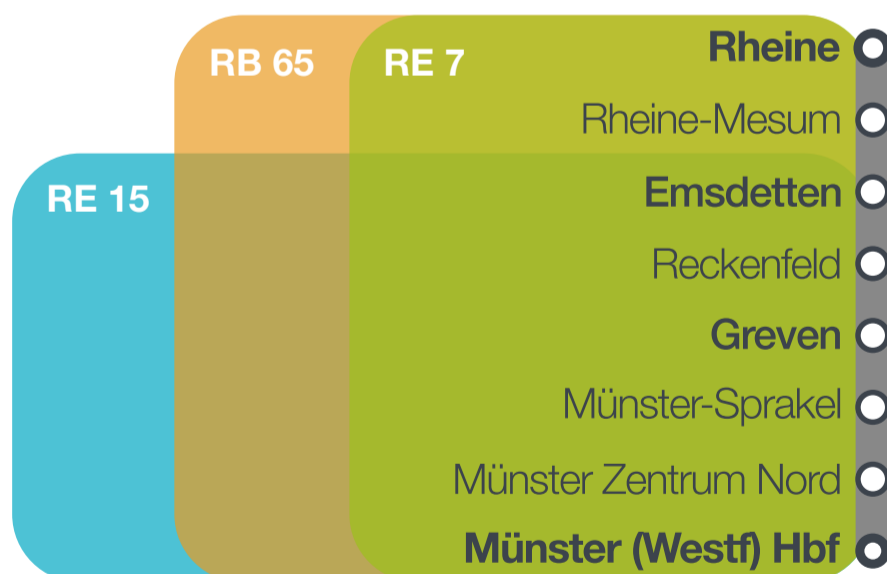 RB 65
RE 7
Rheine
Rheine-Mesum
RE 15
Emsdetten
Reckenfeld
Greven
Münster-Sprakel
Münster Zentrum Nord
Münster (Westf) Hbf